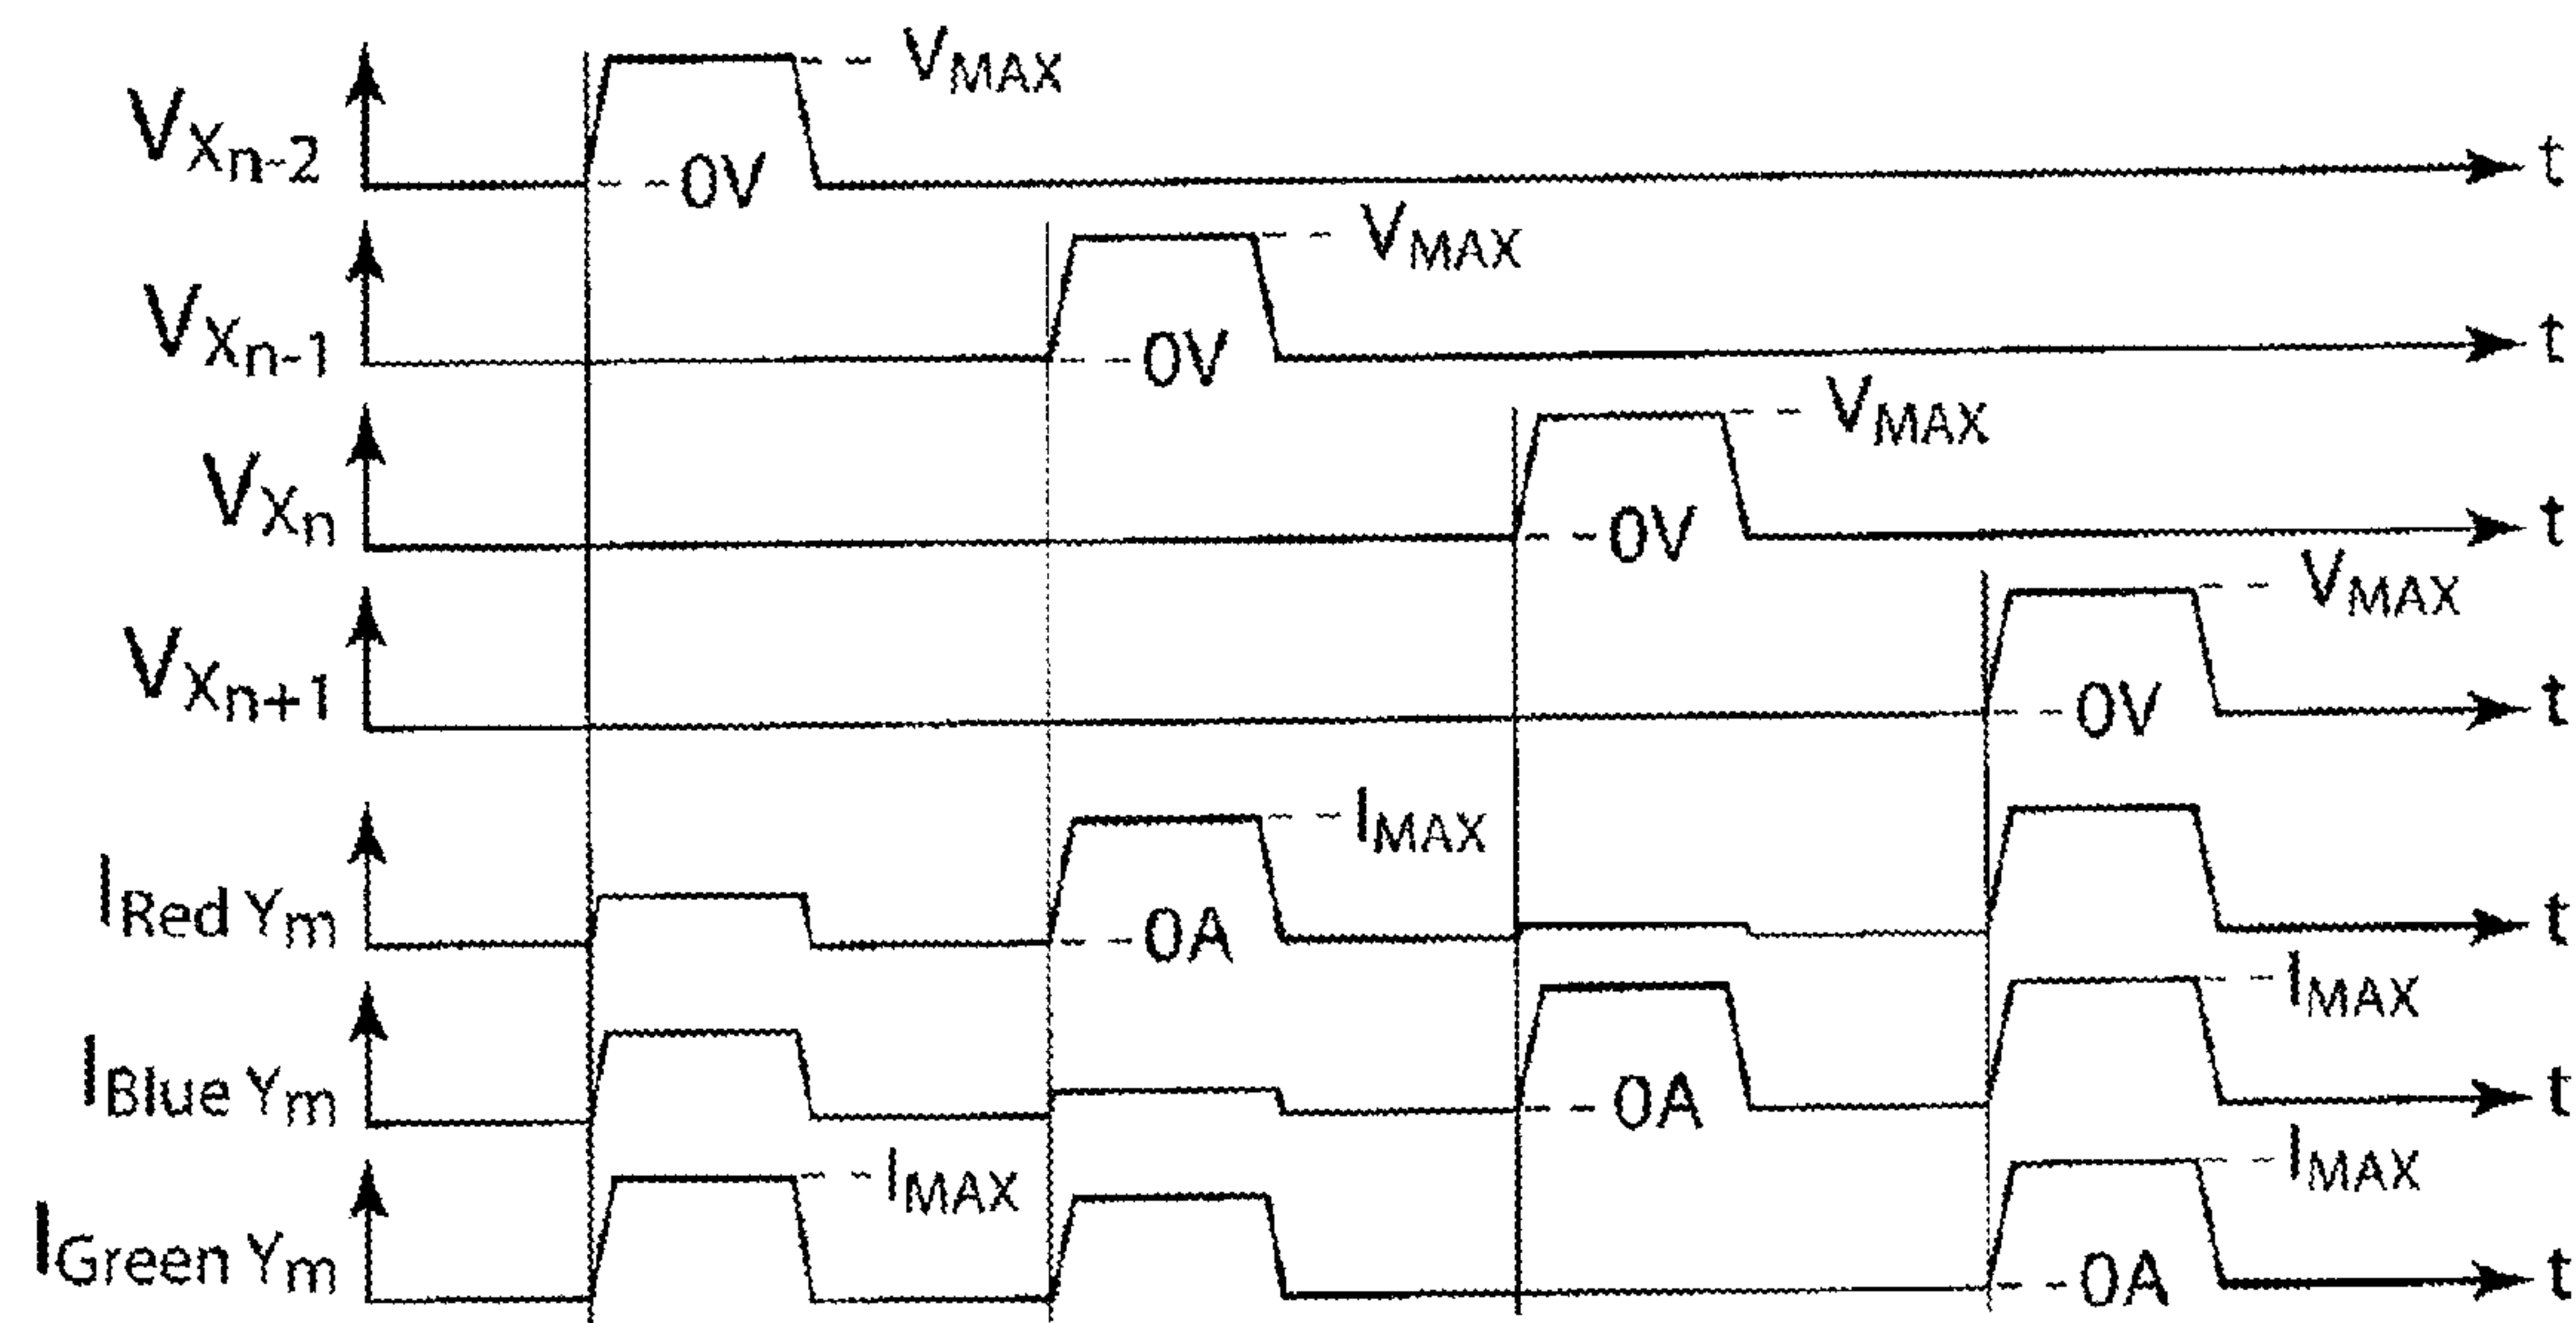 VMAX
VXn-2
0V
t
VMAX
VXn-1
0V
t
VMAX
VXn
0V
t
VMAX
VXn+1
0V
t
IMAX
IRed Ym
0A
t
IMAX
IBlue Ym
0A
t
IMAX
IMAX
IGreen Ym
0A
t